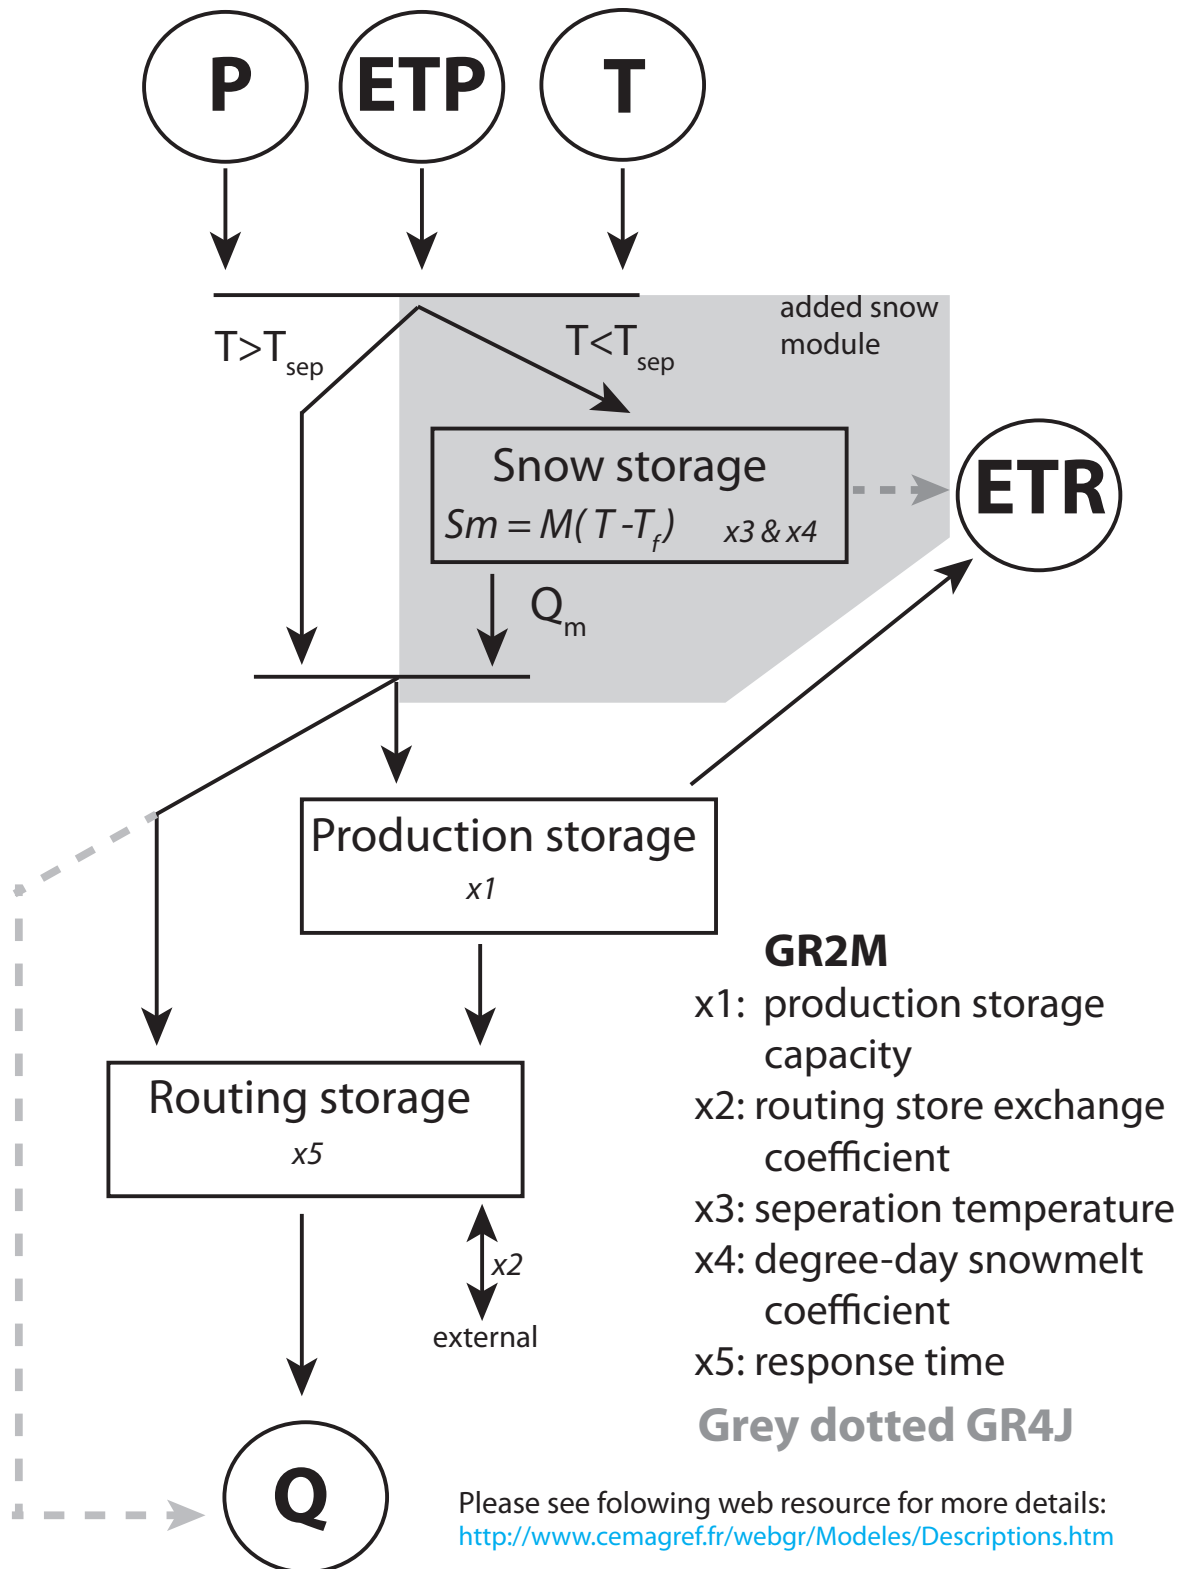 P
ETP
T
added snow
module
T>Tsep
T<Tsep
Snow storage
Sm = M( T -Tf) x3 & x4
ETR
Qm
Production storage
x1
Routing storage
x5
x2
external
Q
GR2M
x1: production storage
capacity
x2: routing store exchange
coefficient
x3: seperation temperature
x4: degree-day snowmelt
coefficient
x5: response time
Grey dotted GR4J
Please see folowing web resource for more details:
http://www.cemagref.fr/webgr/Modeles/Descriptions.htm